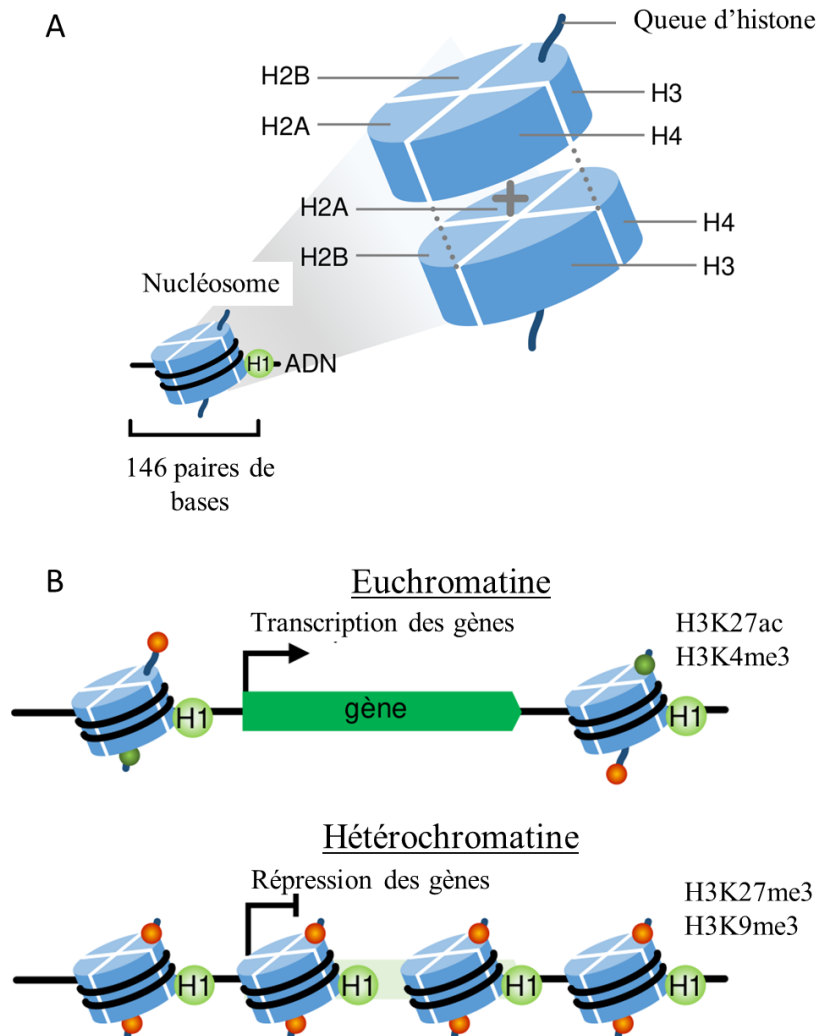 A
Queue d’histone
H2B
H3
H2A
H4
H2A
H4
H2B
H3
Nucléosome
H1
ADN
146 paires de
bases
B
Euchromatine
Transcription des gènes
H3K27ac
H3K4me3
H1
gène
H1
Hétérochromatine
Répression des gènes
H3K27me3
H3K9me3
H1
H1
H1
H1